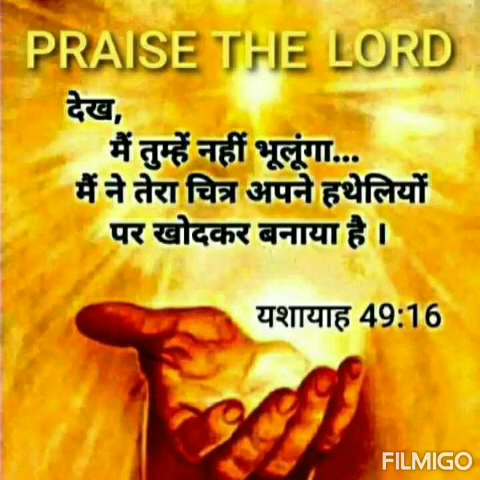 PRAISE THE LORD
देख,
मैं तुम्हें नहीं भूलूंगा...
मैं ने तेरा चित्र अपने हथेलियों
पर खोदकर बनाया है ।
यशायाह 49:16
FILMIGO